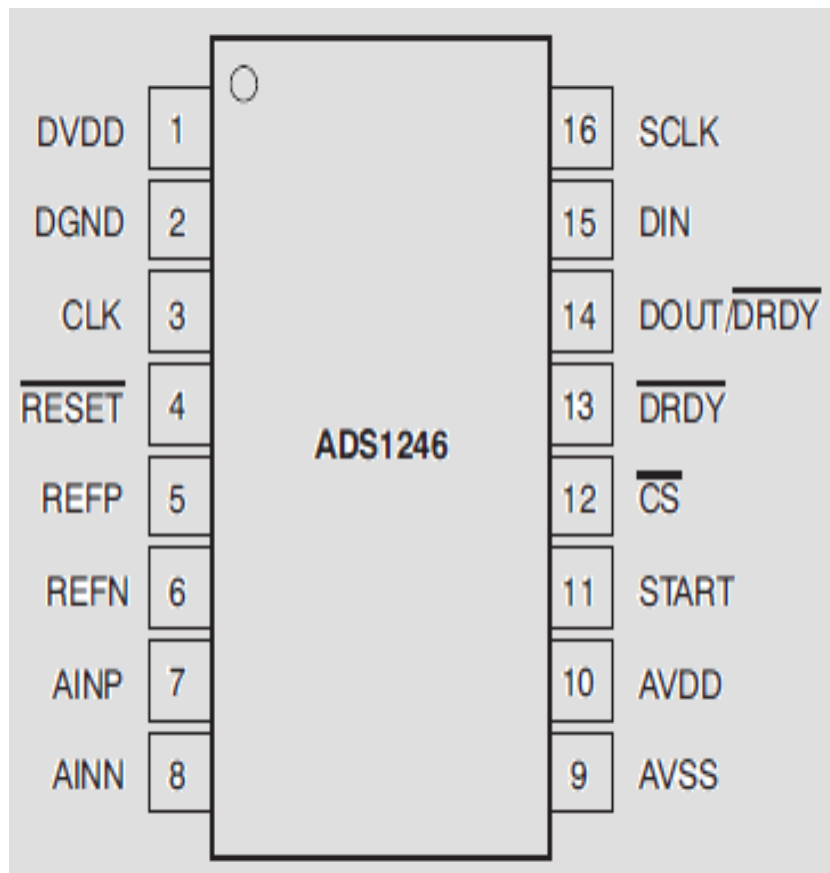 DVDD 1 16 SCLK
DGND 2 15 DIN
CLK 3 14 DOUT/DRDY
RESET 4 13 DRDY
ADS1246
REFP 5 12 CS
REFN 6 11 START
AINP 7 10 AVDD
AINN 8 9 AVSS